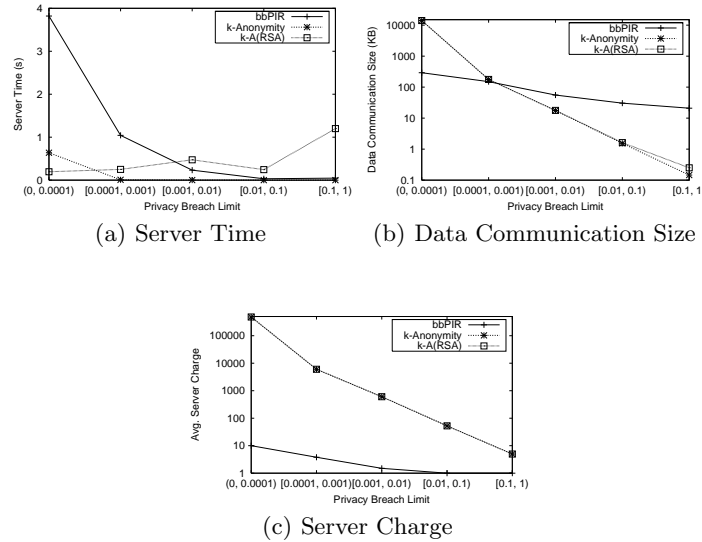 4
3
2
1
0
Server Time (s)
bbPIR
k-Anonymity
k-A(RSA)
(0, 0.0001) [0.0001, 0.001) [0.001, 0.01) [0.01, 0.1) [0.1, 1)
Privacy Breach Limit
(a) Server Time
10000
1000
100
10
1
0.1
Data Communication Size (KB)
bbPIR
k-Anonymity
k-A(RSA)
(0, 0.0001) [0.0001, 0.001) [0.001, 0.01) [0.01, 0.1) [0.1, 1)
Privacy Breach Limit
(b) Data Communication Size
100000
10000
1000
100
10
1
Avg. Server Charge
bbPIR
k-Anonymity
k-A(RSA)
(0, 0.0001) [0.0001, 0.001) [0.001, 0.01) [0.01, 0.1) [0.1, 1)
Privacy Breach Limit
(c) Server Charge